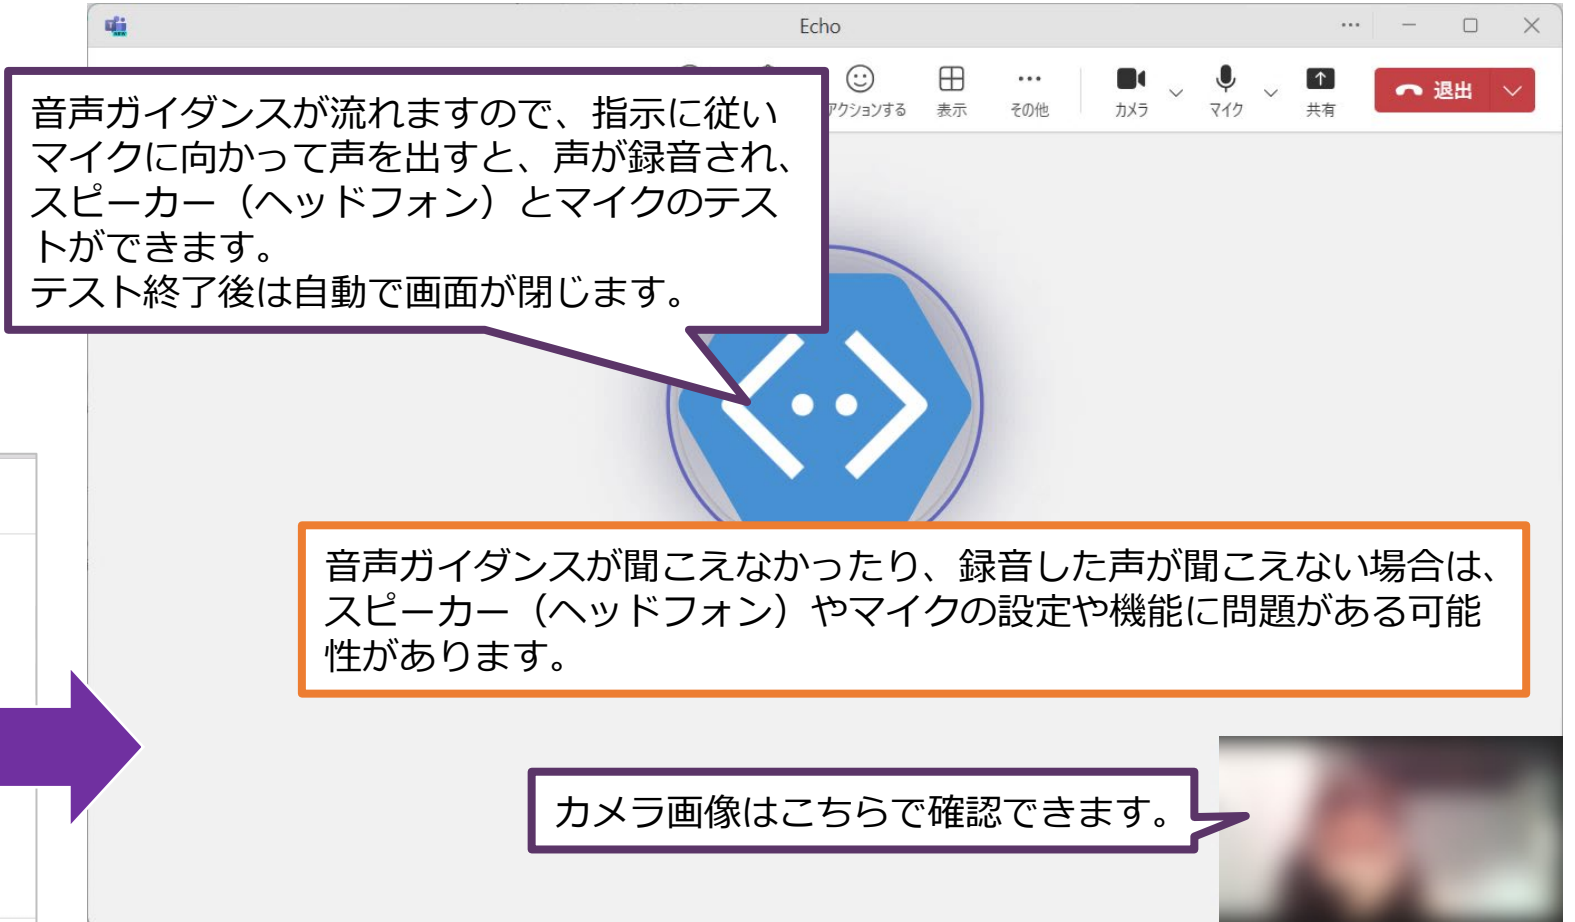 Echo
アクションする
表示
その他
カメラ
マイク
共有
退出
音声ガイダンスが流れますので、指示に従い
マイクに向かって声を出すと、声が録音され、
スピーカー（ヘッドフォン）とマイクのテス
トができます。
テスト終了後は自動で画面が閉じます。
音声ガイダンスが聞こえなかったり、録音した声が聞こえない場合は、
スピーカー（ヘッドフォン）やマイクの設定や機能に問題がある可能
性があります。
カメラ画像はこちらで確認できます。